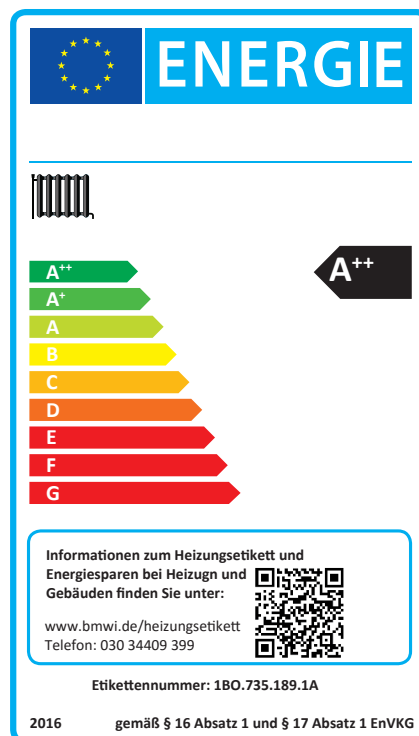 ENERGIE
A++
A++
A+
A
B
C
D
E
F
G
Informationen zum Heizungsetikett und
Energiesparen bei Heizugn und
Gebäuden finden Sie unter:
www.bmwi.de/heizungsetikett
Telefon: 030 34409 399
Etikettennummer: 1BO.735.189.1A
2016 gemäß § 16 Absatz 1 und § 17 Absatz 1 EnVKG